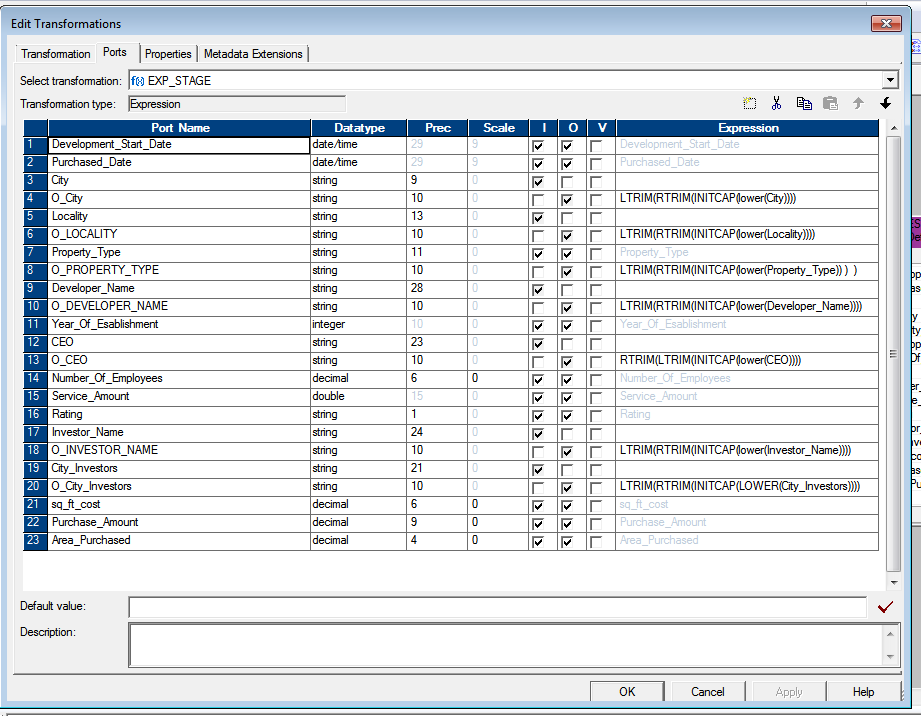 Edit Transformations
Transformation Ports Properties Metadata Extensions
Select transformation: f(x) EXP_STAGE
Transformation type: Expression
Port Name Datatype Prec Scale I O V Expression
1 Development_Start_Date date/time 29 9 Development_Start_Date
2 Purchased_Date date/time 29 9 Purchased_Date
3 City string 9 0
4 O_City string 10 0 LTRIM(RTRIM(INITCAP(lower(City))))
5 Locality string 13 0
6 O_LOCALITY string 10 0 LTRIM(RTRIM(INITCAP(lower(Locality))))
7 Property_Type string 11 0 Property_Type
8 O_PROPERTY_TYPE string 10 0 LTRIM(RTRIM(INITCAP(lower(Property_Type)) )  )
9 Developer_Name string 28 0
10 O_DEVELOPER_NAME string 10 0 LTRIM(RTRIM(INITCAP(lower(Developer_Name))))
11 Year_Of_Esablishment integer 10 0 Year_Of_Esablishment
12 CEO string 23 0
13 O_CEO string 10 0 RTRIM(LTRIM(INITCAP(lower(CEO))))
14 Number_Of_Employees decimal 6 0 Number_Of_Employees
15 Service_Amount double 15 0 Service_Amount
16 Rating string 1 0 Rating
17 Investor_Name string 24 0
18 O_INVESTOR_NAME string 10 0 LTRIM(RTRIM(INITCAP(lower(Investor_Name))))
19 City_Investors string 21 0
20 O_City_Investors string 10 0 LTRIM(RTRIM(INITCAP(LOWER(City_Investors))))
21 sq_ft_cost decimal 6 0 sq_ft_cost
22 Purchase_Amount decimal 9 0 Purchase_Amount
23 Area_Purchased decimal 4 0 Area_Purchased
Default value:
Description:
OK Cancel Apply Help